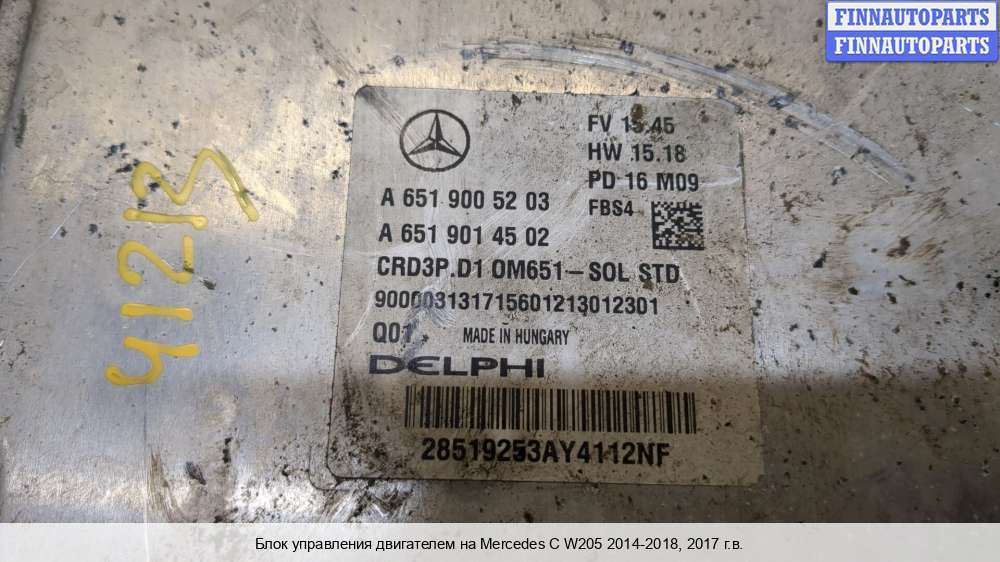 FINNAUTOPARTS
FINNAUTOPARTS
FV 15.45
HW 15.18
PD 16 M09
FBS4
A 651 900 52 03
A 651 901 45 02
CRD3P.D1 OM651-SOL STD
900003131715601213012301
Q01 MADE IN HUNGARY
DELPHI
28519253AY4112NF
4123
Блок управления двигателем на Mercedes C W205 2014-2018, 2017 г.в.